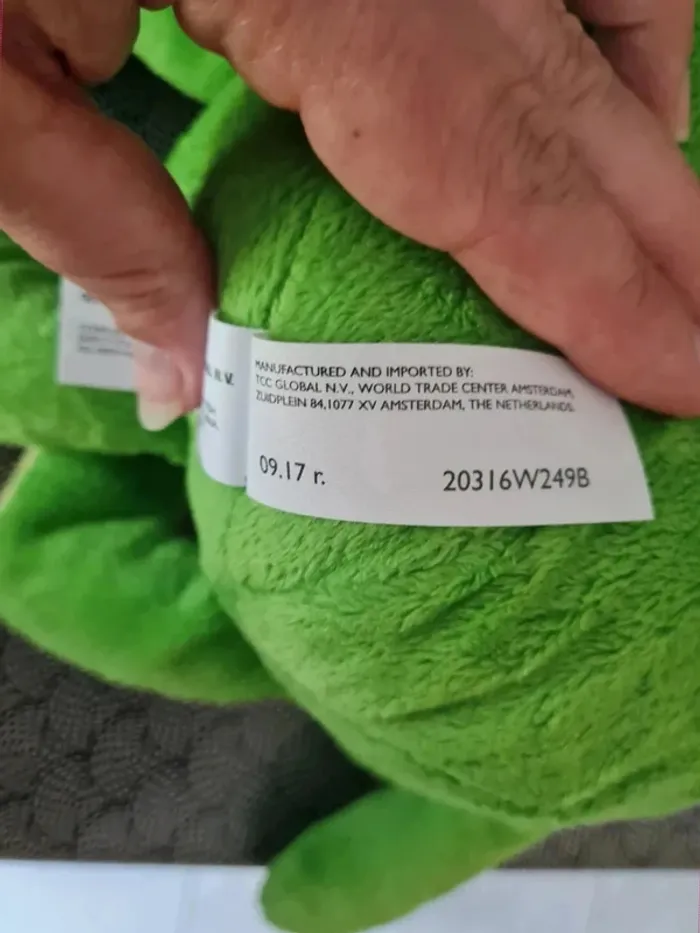 N.V.
MANUFACTURED AND IMPORTED BY:
TCC GLOBAL N.V., WORLD TRADE CENTER AMSTERDAM
ZUIDPLEIN 84,1077 XV AMSTERDAM, THE NETHERLANDS.
09.17 r.
20316W249B